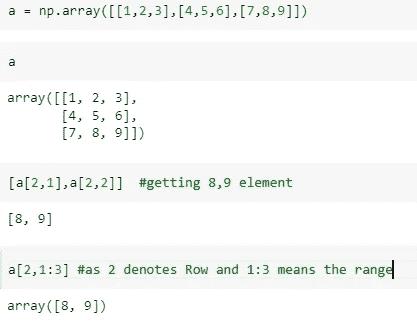 a = np.array([[1,2,3],[4,5,6],[7,8,9]])
a
array([[1, 2, 3],
       [4, 5, 6],
       [7, 8, 9]])
[a[2,1],a[2,2]]  #getting 8,9 element
[8, 9]
a[2,1:3] #as 2 denotes Row and 1:3 means the range
array([8, 9])